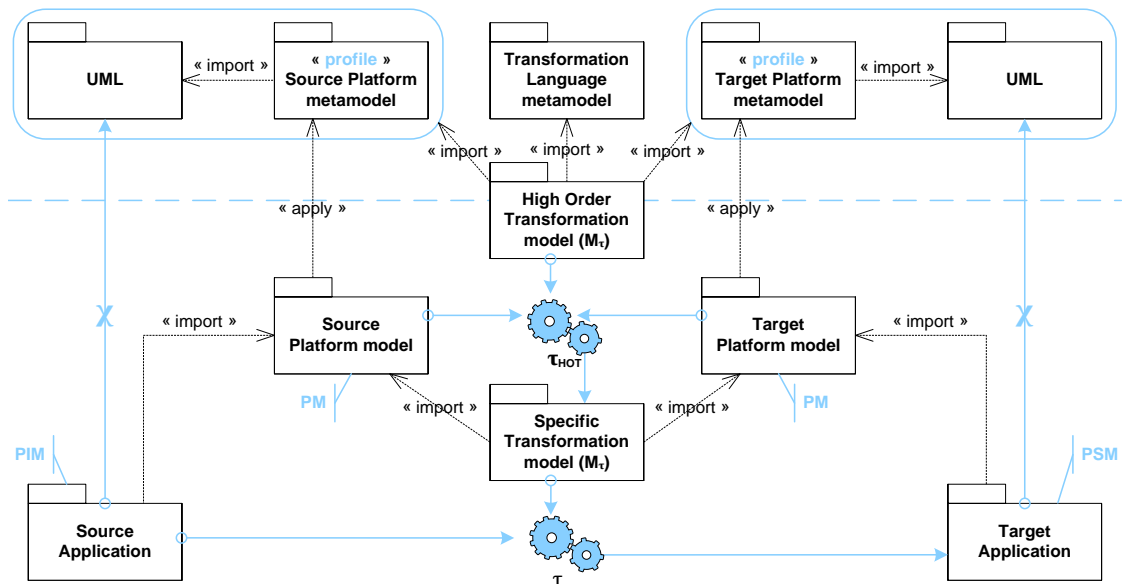 « profile »
« profile »
UML
« import »
Source Platform
metamodel
Transformation
Language
metamodel
Target Platform
metamodel
« import »
UML
« import »
« import »
« import »
« apply »
High Order
Transformation
model (Mτ)
« apply »
χ
« import »
Source
Platform model
τHOT
Target
Platform model
« import »
χ
PM
« import »
« import »
PM
Specific
Transformation
model (Mτ)
PIM
PSM
Source
Application
τ
Target
Application